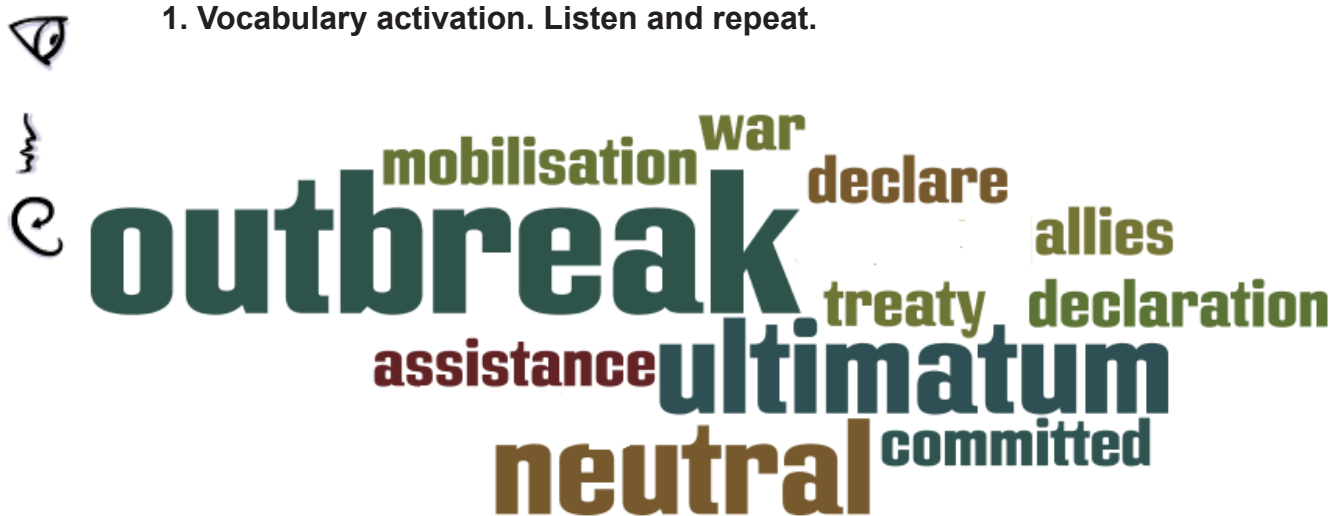 1. Vocabulary activation. Listen and repeat.
war
mobilisation
declare
outbreak
allies
treaty
declaration
assistance
ultimatum
neutral
committed